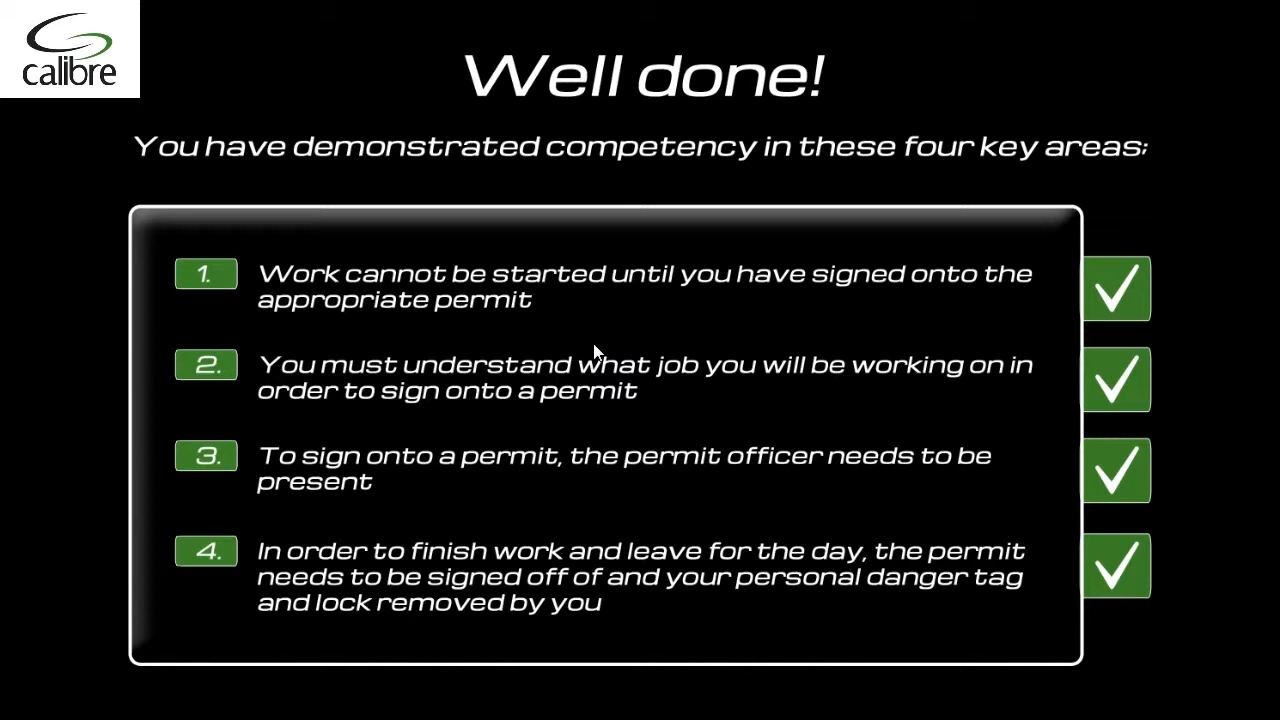 calibre
Well done!
You have demonstrated competency in these four key areas;
1. Work cannot be started until you have signed onto the
appropriate permit
2. You must understand what job you will be working on in
order to sign onto a permit
3. To sign onto a permit, the permit officer needs to be
present
4. In order to finish work and leave for the day, the permit
needs to be signed off of and your personal danger tag
and lock removed by you